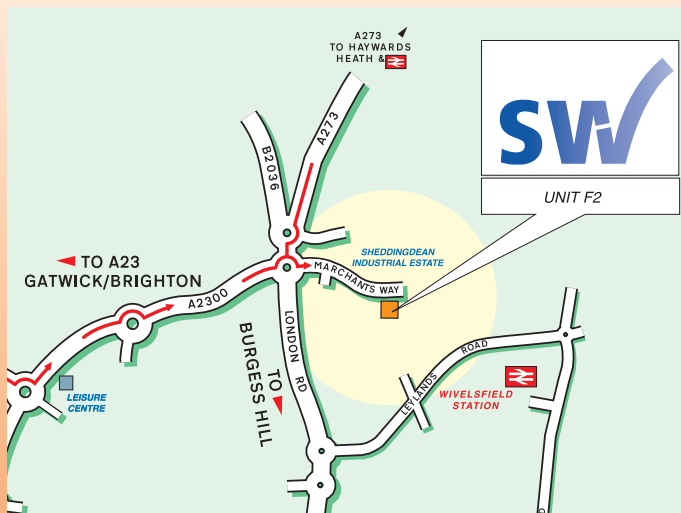 A273
TO HAYWARDS
HEATH &
SW
UNIT F2
A273
B2036
SHEDDINGDEAN
INDUSTRIAL ESTATE
TO A23
GATWICK/BRIGHTON
MARCHANTS WAY
A2300
LONDON RD
TO
BURGESS HILL
LEYLANDS
ROAD
LEISURE
CENTRE
WIVELSFIELD
STATION